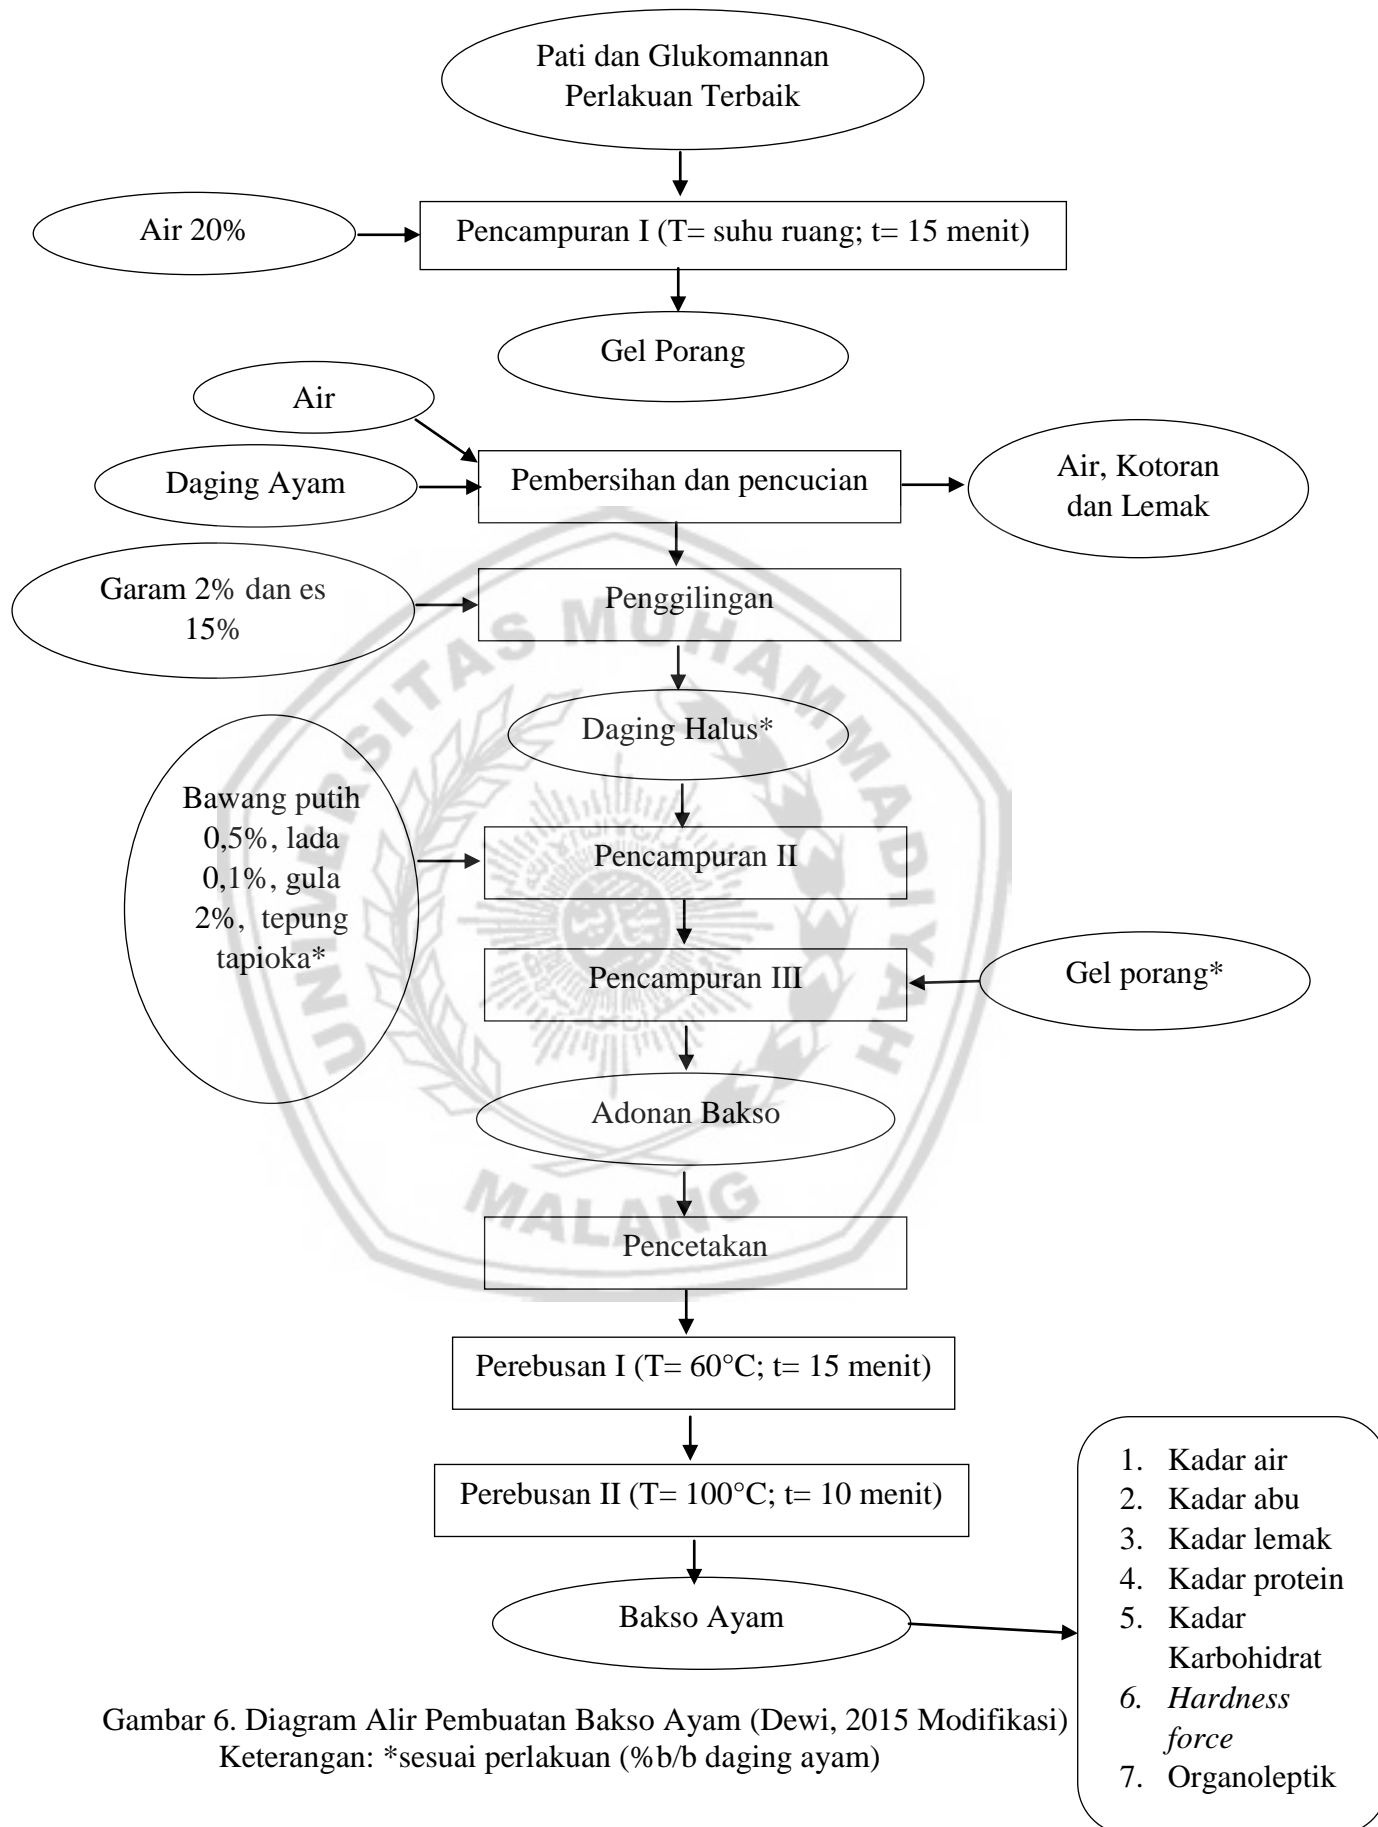 Pati dan Glukomannan
Perlakuan Terbaik
Air 20%
Pencampuran I (T= suhu ruang; t= 15 menit)
Gel Porang
Air
Daging Ayam
Pembersihan dan pencucian
Air, Kotoran
dan Lemak
Garam 2% dan es
15%
Penggilingan
Daging Halus*
Bawang putih
0,5%, lada
0,1%, gula
2%, tepung
tapioka*
Pencampuran II
Pencampuran III
Gel porang*
Adonan Bakso
Pencetakan
Perebusan I (T= 60°C; t= 15 menit)
Perebusan II (T= 100°C; t= 10 menit)
Bakso Ayam
1. Kadar air
2. Kadar abu
3. Kadar lemak
4. Kadar protein
5. Kadar
Karbohidrat
6. Hardness
force
7. Organoleptik
Gambar 6. Diagram Alir Pembuatan Bakso Ayam (Dewi, 2015 Modifikasi)
Keterangan: *sesuai perlakuan (%b/b daging ayam)
UNIVERSITAS MUHAMMADIYAH
MALANG